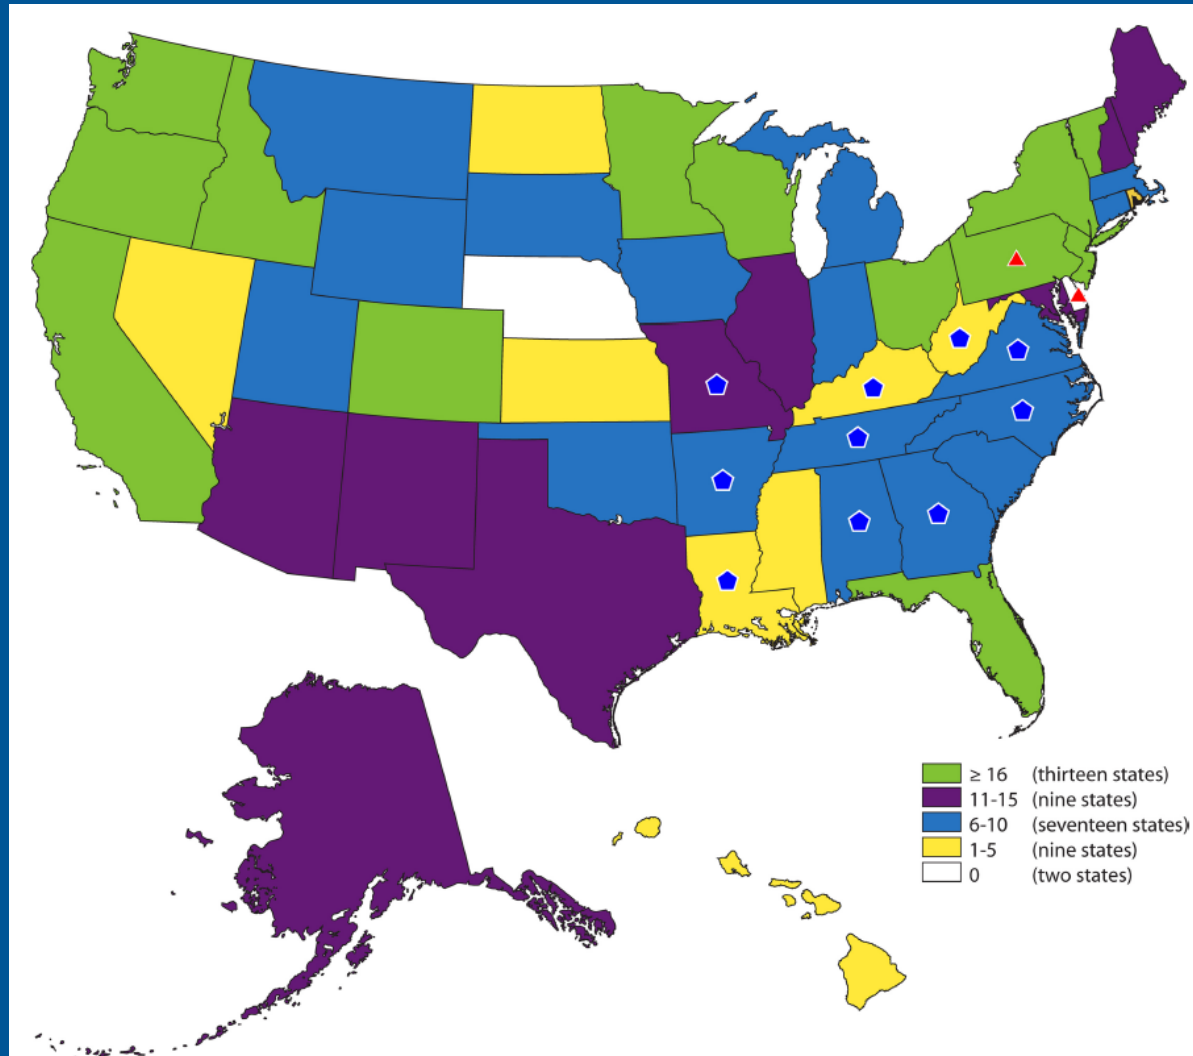 ≥ 16 (thirteen states)
11-15 (nine states)
6-10 (seventeen states)
1-5 (nine states)
0 (two states)